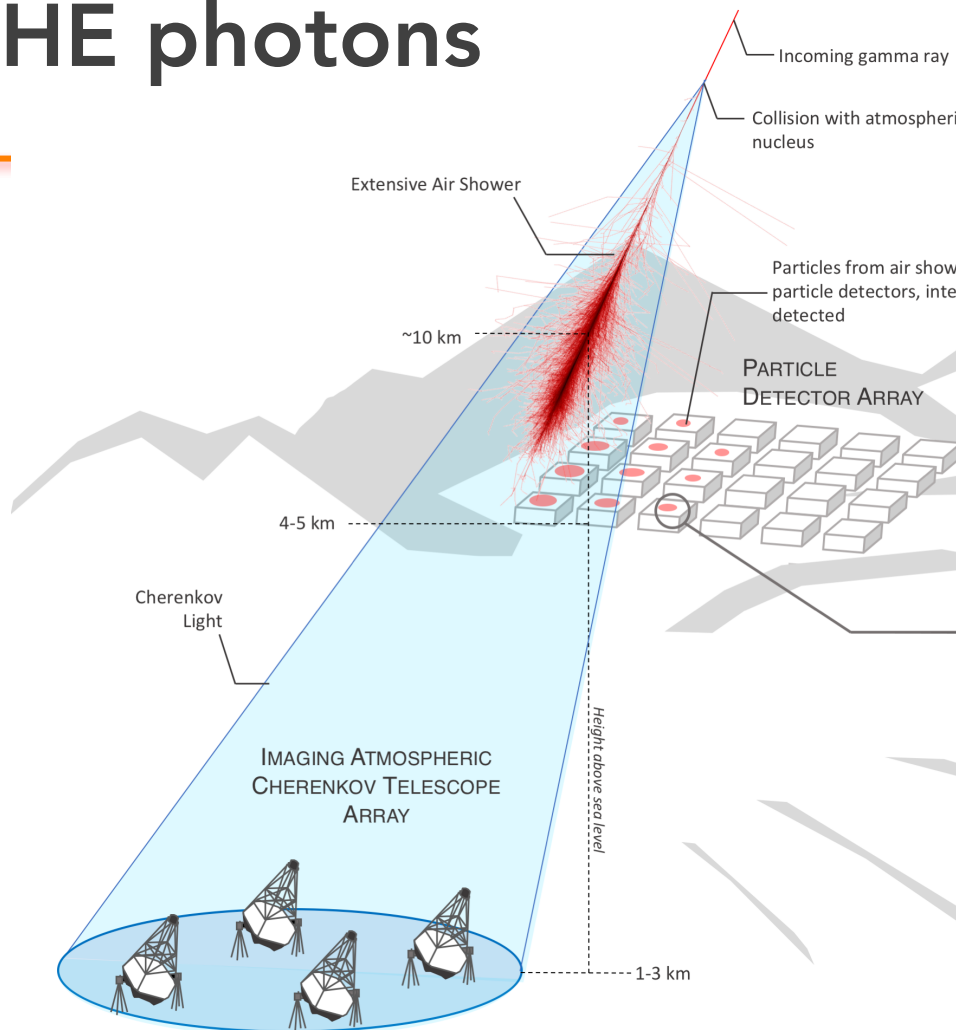 HE photons
Incoming gamma ray
Collision with atmospheri
nucleus
Extensive Air Shower
Particles from air show
particle detectors, inte
detected
~10 km
PARTICLE
DETECTOR ARRAY
4-5 km
Cherenkov
Light
Height above sea level
IMAGING ATMOSPHERIC
CHERENKOV TELESCOPE
ARRAY
1-3 km